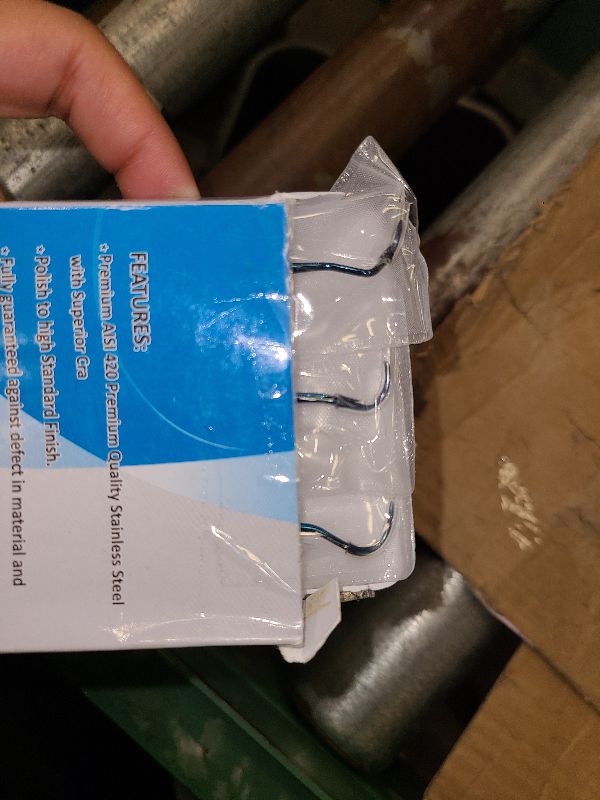 FEATURES:
✩ Premium AISI 420 Premium Quality Stainless Steel
with Superior Cra
✩ Polish to high Standard Finish.
✩ Fully guaranteed against defect in material and